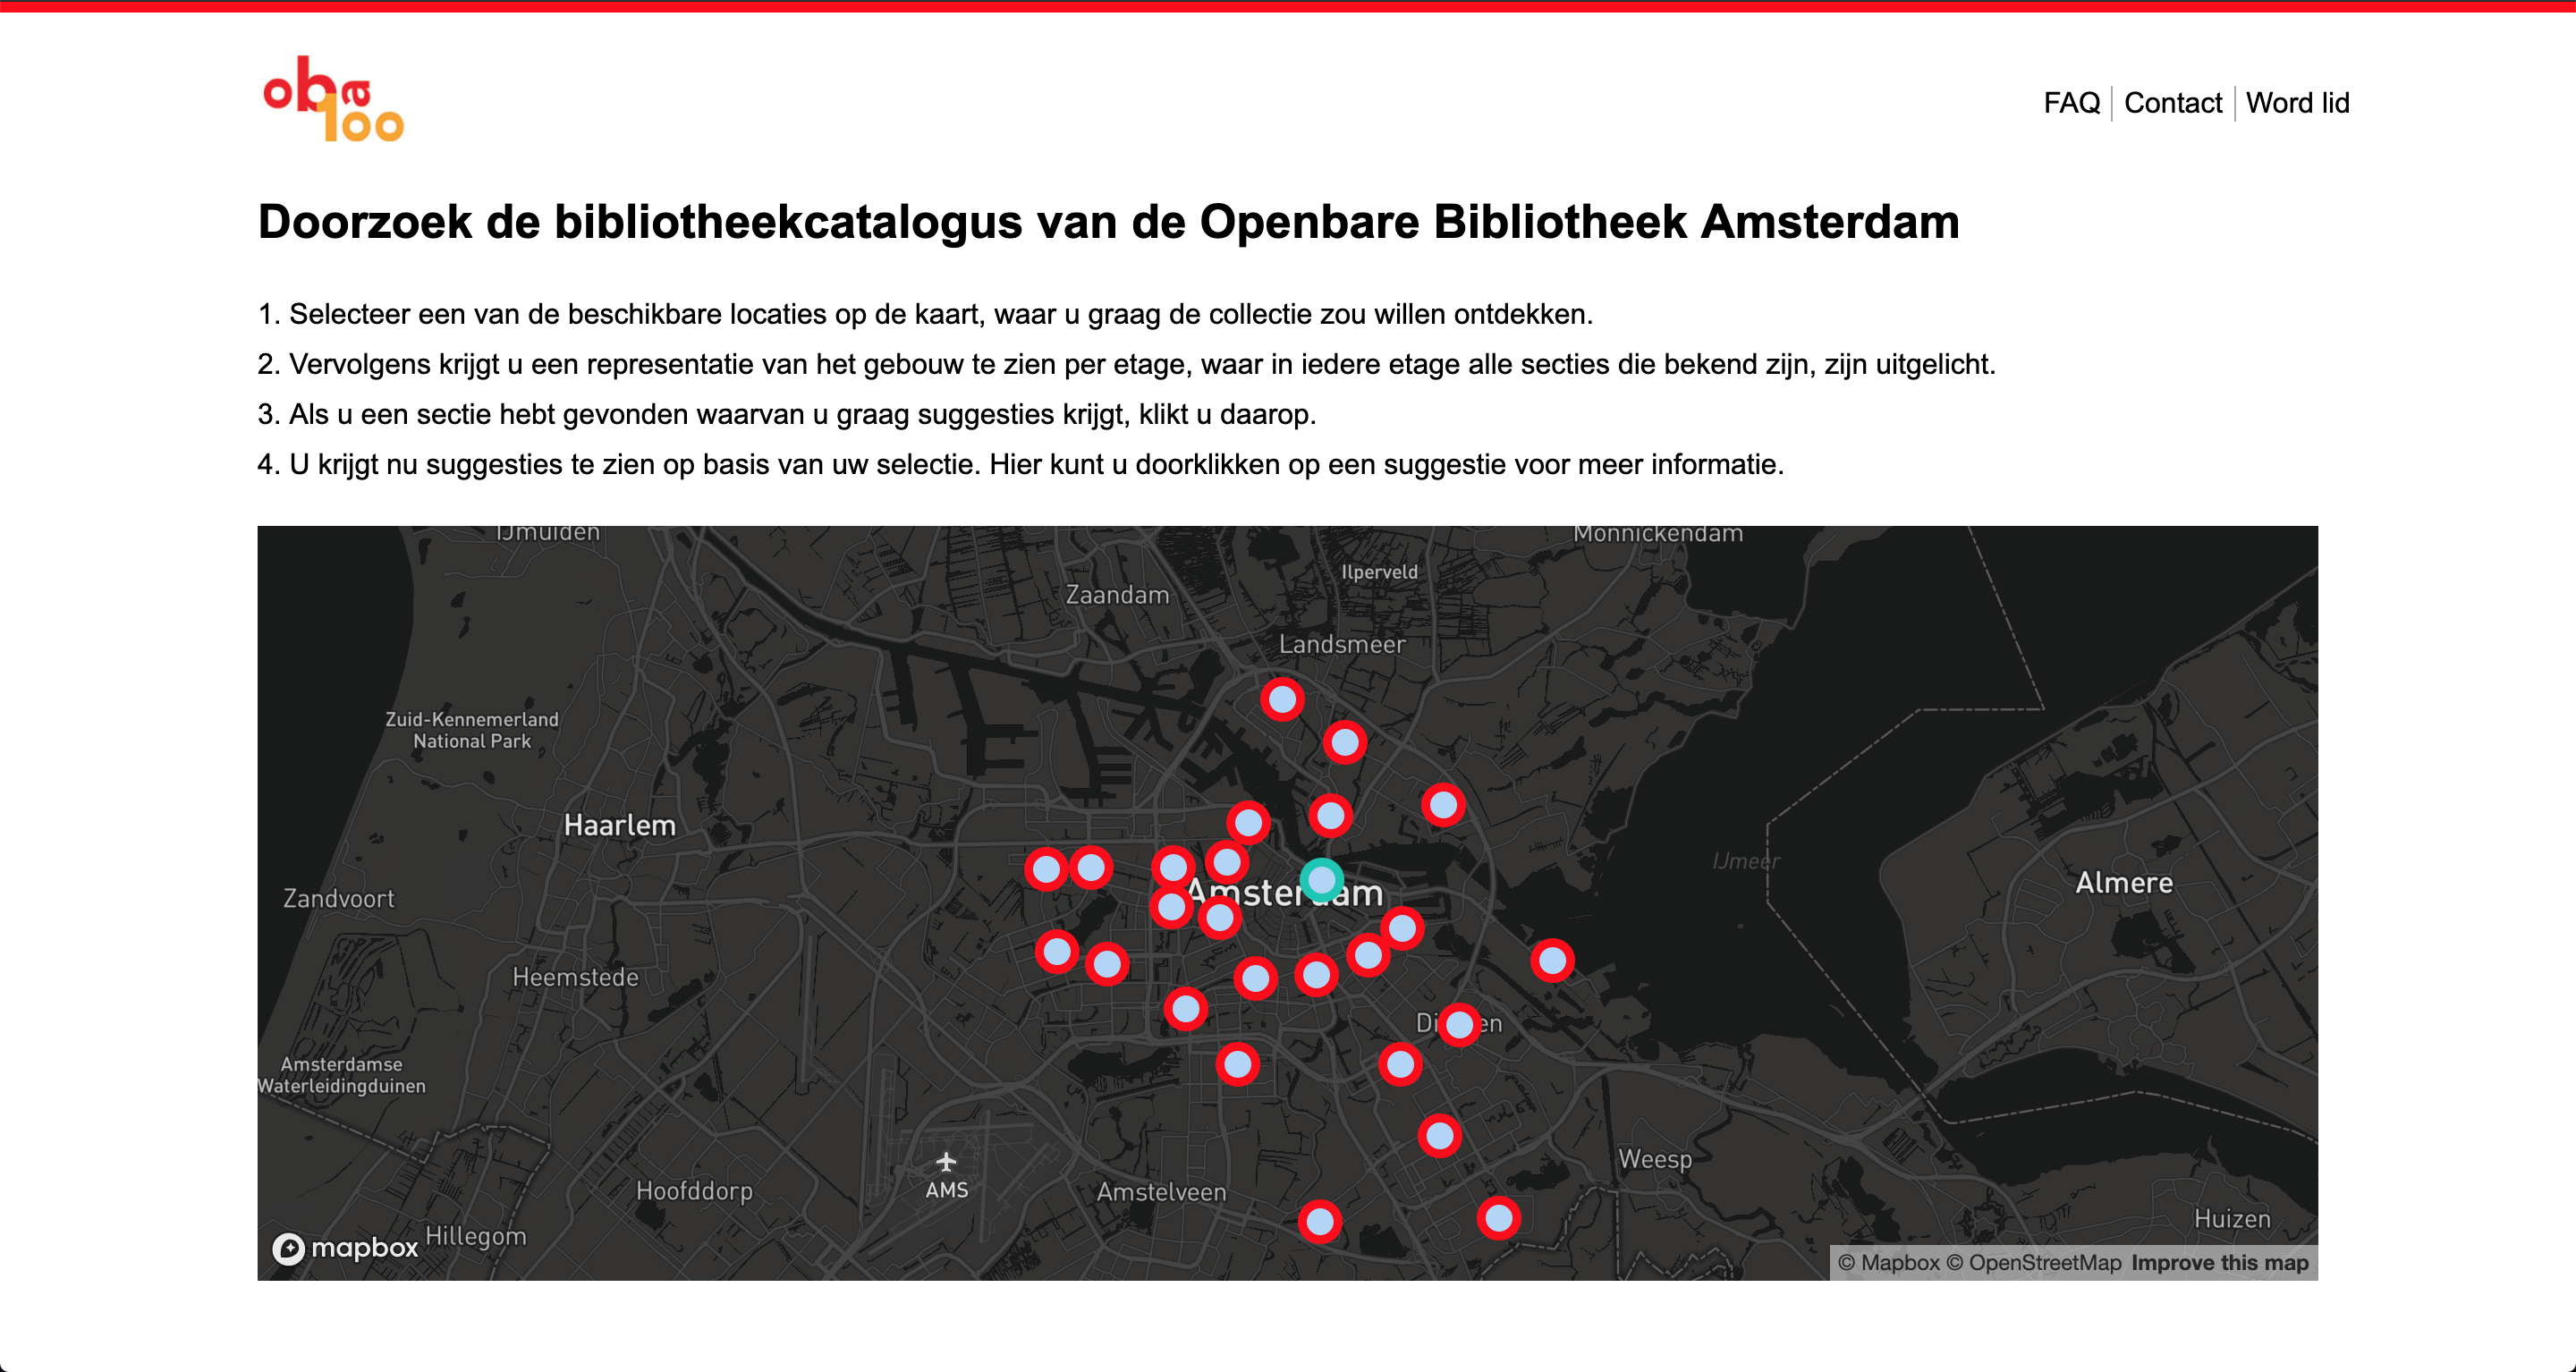 oba
100
FAQ Contact Word lid
Doorzoek de bibliotheekcatalogus van de Openbare Bibliotheek Amsterdam
1. Selecteer een van de beschikbare locaties op de kaart, waar u graag de collectie zou willen ontdekken.
2. Vervolgens krijgt u een representatie van het gebouw te zien per etage, waar in iedere etage alle secties die bekend zijn, zijn uitgelicht.
3. Als u een sectie hebt gevonden waarvan u graag suggesties krijgt, klikt u daarop.
4. U krijgt nu suggesties te zien op basis van uw selectie. Hier kunt u doorklikken op een suggestie voor meer informatie.
IJmuiden
Monnickendam
Ilperveld
Zaandam
Landsmeer
Zuid-Kennemerland
National Park
Haarlem
IJmeer
Almere
Amsterdam
Zandvoort
Heemstede
Diemen
Amsterdamse
Waterleidingduinen
Weesp
AMS
Hoofddorp
Amstelveen
Huizen
Hillegom
mapbox
© Mapbox © OpenStreetMap Improve this map